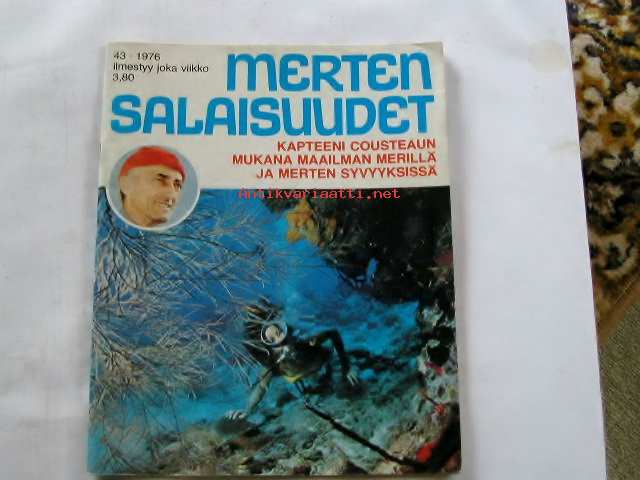 43 - 1976
ilmestyy joka viikko
3,80
MERTEN
SALAISUUDET
KAPTEENI COUSTEAUN
MUKANA MAAILMAN MERILLÄ
JA MERTEN SYVYYKSISSÄ
Antikvariaatti.net